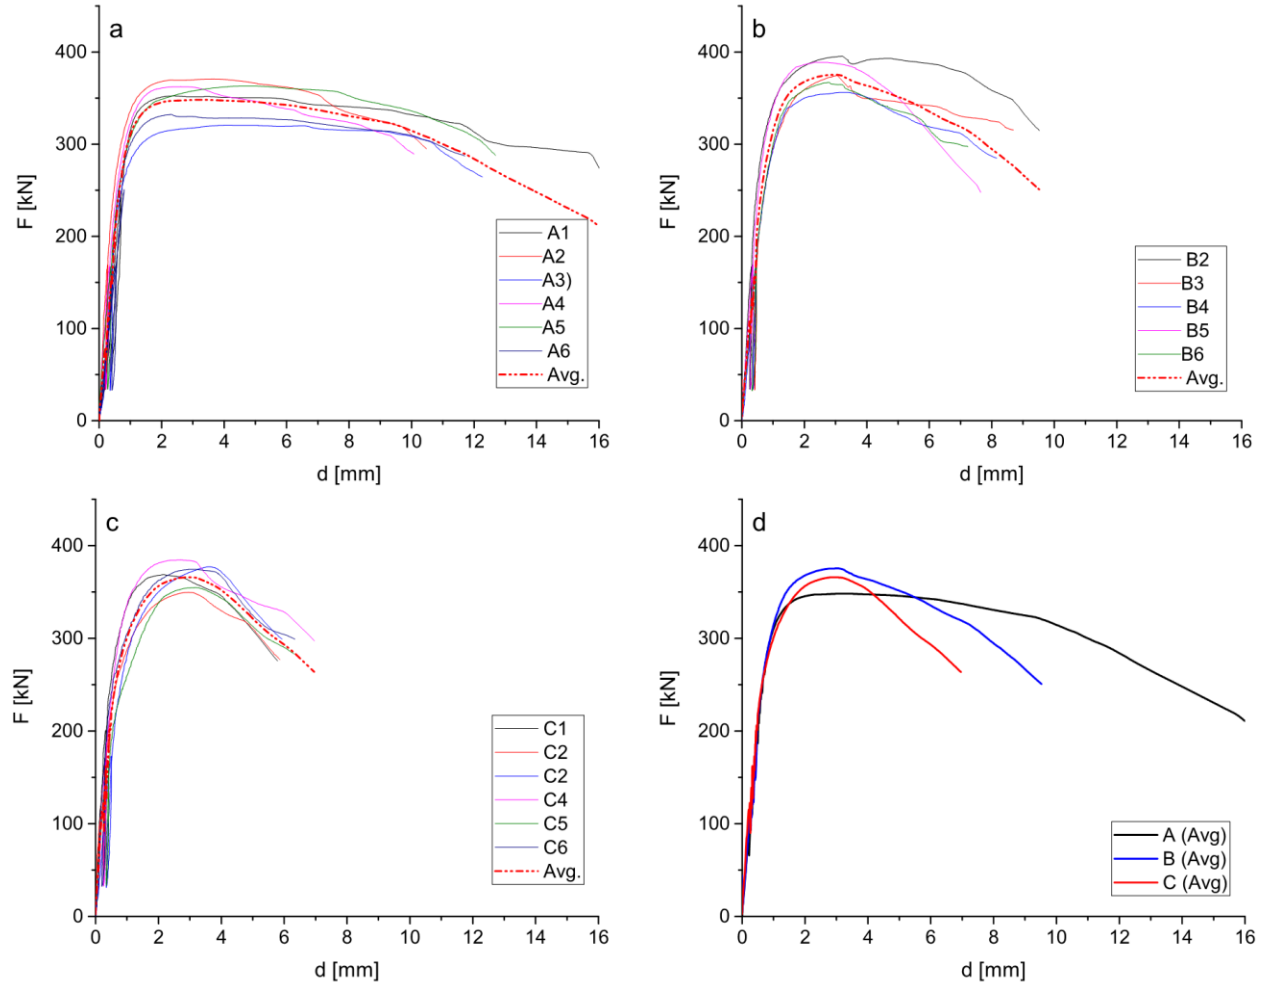 a
400
300
200
100
0
F [kN]
0 2 4 6 8 10 12 14 16
d [mm]
A1
A2
A3)
A4
A5
A6
Avg.
b
400
300
200
100
0
F [kN]
0 2 4 6 8 10 12 14 16
d [mm]
B2
B3
B4
B5
B6
Avg.
c
400
300
200
100
0
F [kN]
0 2 4 6 8 10 12 14 16
d [mm]
C1
C2
C2
C4
C5
C6
Avg.
d
400
300
200
100
0
F [kN]
0 2 4 6 8 10 12 14 16
d [mm]
A (Avg)
B (Avg)
C (Avg)